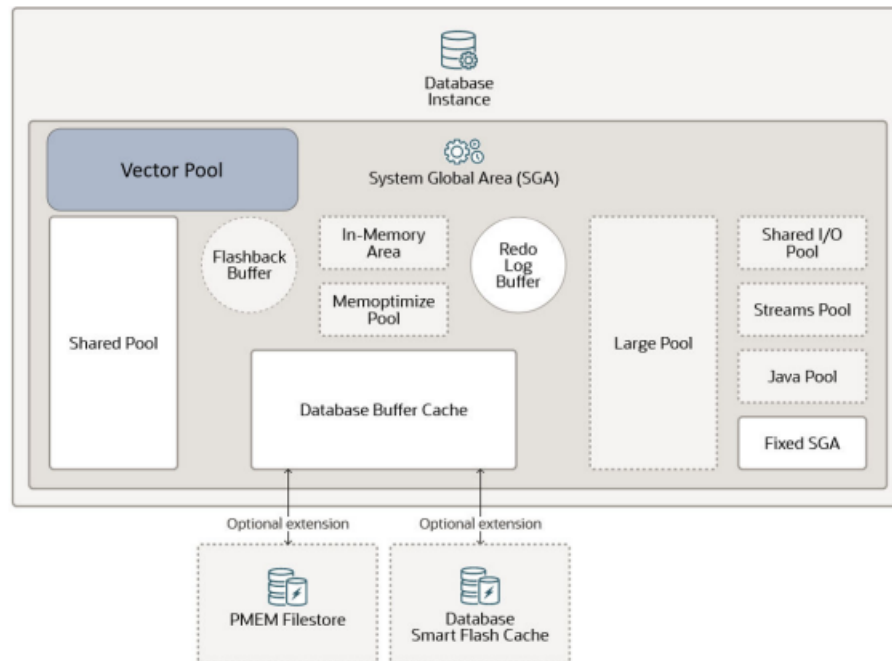 Database
Instance
Vector Pool
System Global Area (SGA)
Shared Pool
Flashback
Buffer
In-Memory
Area
Memoptimize
Pool
Redo
Log
Buffer
Database Buffer Cache
Large Pool
Shared I/O
Pool
Streams Pool
Java Pool
Fixed SGA
Optional extension
Optional extension
PMEM Filestore
Database
Smart Flash Cache